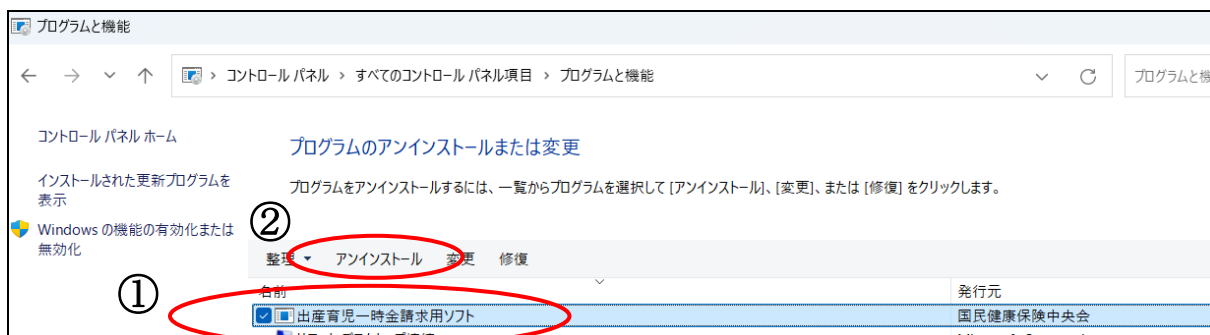 プログラムと機能
コントロール パネル › すべてのコントロール パネル項目 › プログラムと機能
プログラムと機
コントロール パネル ホーム
インストールされた更新プログラムを
表示
Windows の機能の有効化または
無効化
プログラムのアンインストールまたは変更
プログラムをアンインストールするには、一覧からプログラムを選択して [アンインストール]、[変更]、または [修復] をクリックします。
②
整理 アンインストール 変更 修復
①
名前 発行元
出産育児一時金請求用ソフト 国民健康保険中央会